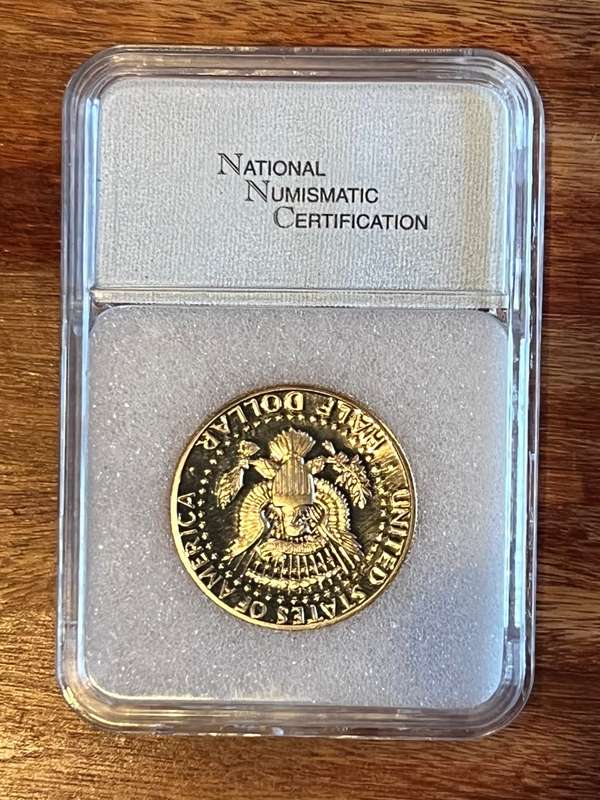 NATIONAL
NUMISMATIC
CERTIFICATION
UNITED STATES OF AMERICA
HALF DOLLAR